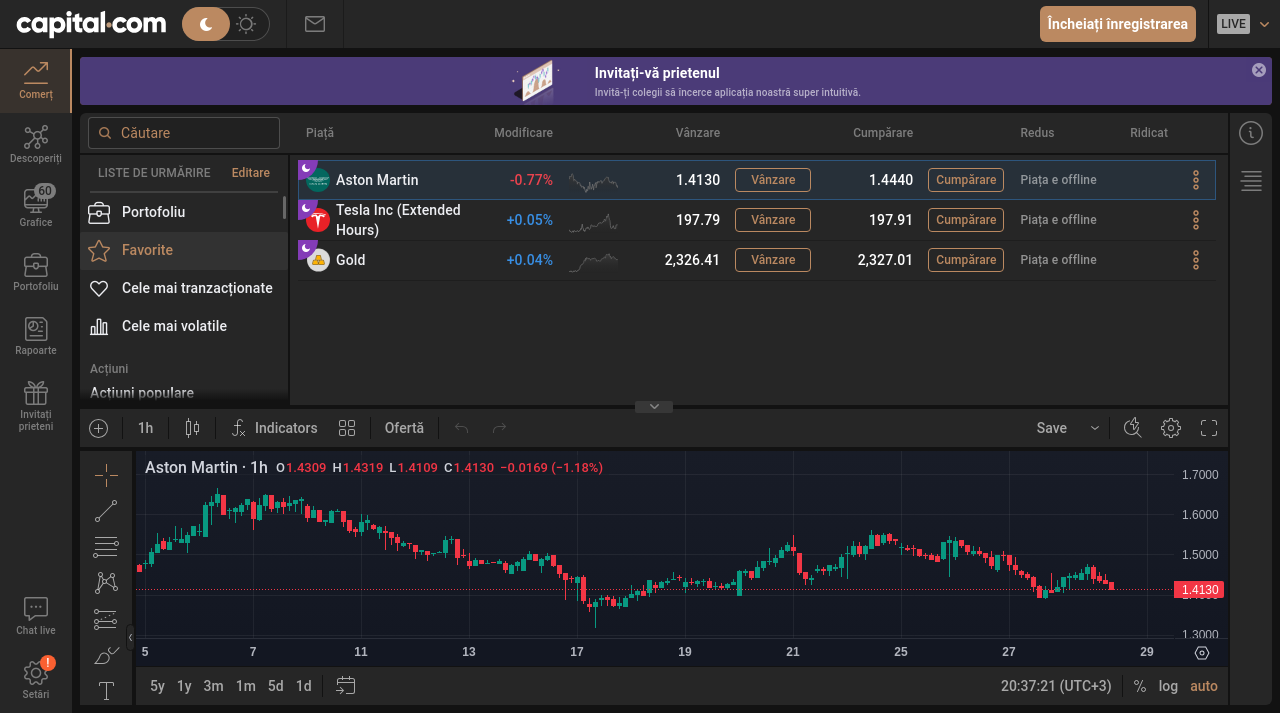 capital.com
Încheiați înregistrarea
LIVE
Comerț
Descoperiți
60
Grafice
Portofoliu
Rapoarte
Invitați
prieteni
Chat live
!
Setări
Invitați-vă prietenul
Invită-ți colegii să încerce aplicația noastră super intuitivă.
Căutare
Piață
Modificare
Vânzare
Cumpărare
Redus
Ridicat
LISTE DE URMĂRIRE
Editare
Portofoliu
Favorite
Cele mai tranzacționate
Cele mai volatile
Acțiuni
Acțiuni populare
Aston Martin -0.77% 1.4130 Vânzare 1.4440 Cumpărare Piața e offline
Tesla Inc (Extended
Hours) +0.05% 197.79 Vânzare 197.91 Cumpărare Piața e offline
Gold +0.04% 2,326.41 Vânzare 2,327.01 Cumpărare Piața e offline
1h
Indicators
Ofertă
Save
Aston Martin · 1h O1.4309 H1.4319 L1.4109 C1.4130 −0.0169 (−1.18%)
1.7000
1.6000
1.5000
1.4130
1.3000
5 7 11 13 17 19 21 25 27 29
5y 1y 3m 1m 5d 1d
20:37:21 (UTC+3)
% log auto